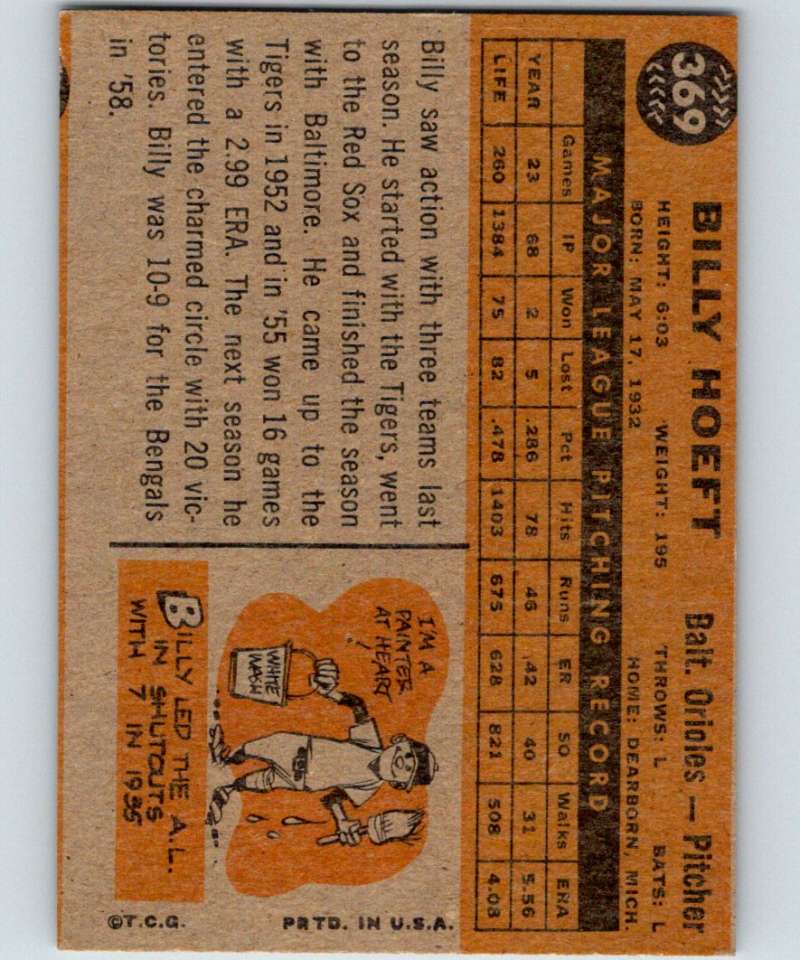 369
BILLY HOEFT Balt. Orioles — Pitcher
HEIGHT: 6:03 WEIGHT: 195 THROWS: L BATS: L
BORN: MAY 17, 1932 HOME: DEARBORN, MICH.
MAJOR LEAGUE PITCHING RECORD
Games IP Won Lost Pct Hits Runs ER SO Walks ERA
YEAR 23 68 2 5 .286 78 46 42 40 31 5.56
LIFE 260 1384 75 82 .478 1403 675 628 821 508 4.08
Billy saw action with three teams last
season. He started with the Tigers, went
to the Red Sox and finished the season
with Baltimore. He came up to the
Tigers in 1952 and in '55 won 16 games
with a 2.99 ERA. The next season he
entered the charmed circle with 20 vic-
tories. Billy was 10-9 for the Bengals
in '58.
I'M A
PAINTER
AT HEART!
WHITE
WASH
BILLY LED THE A.L.
IN SHUTOUTS
WITH 7 IN 1955
©T.C.G. PRTD. IN U.S.A.